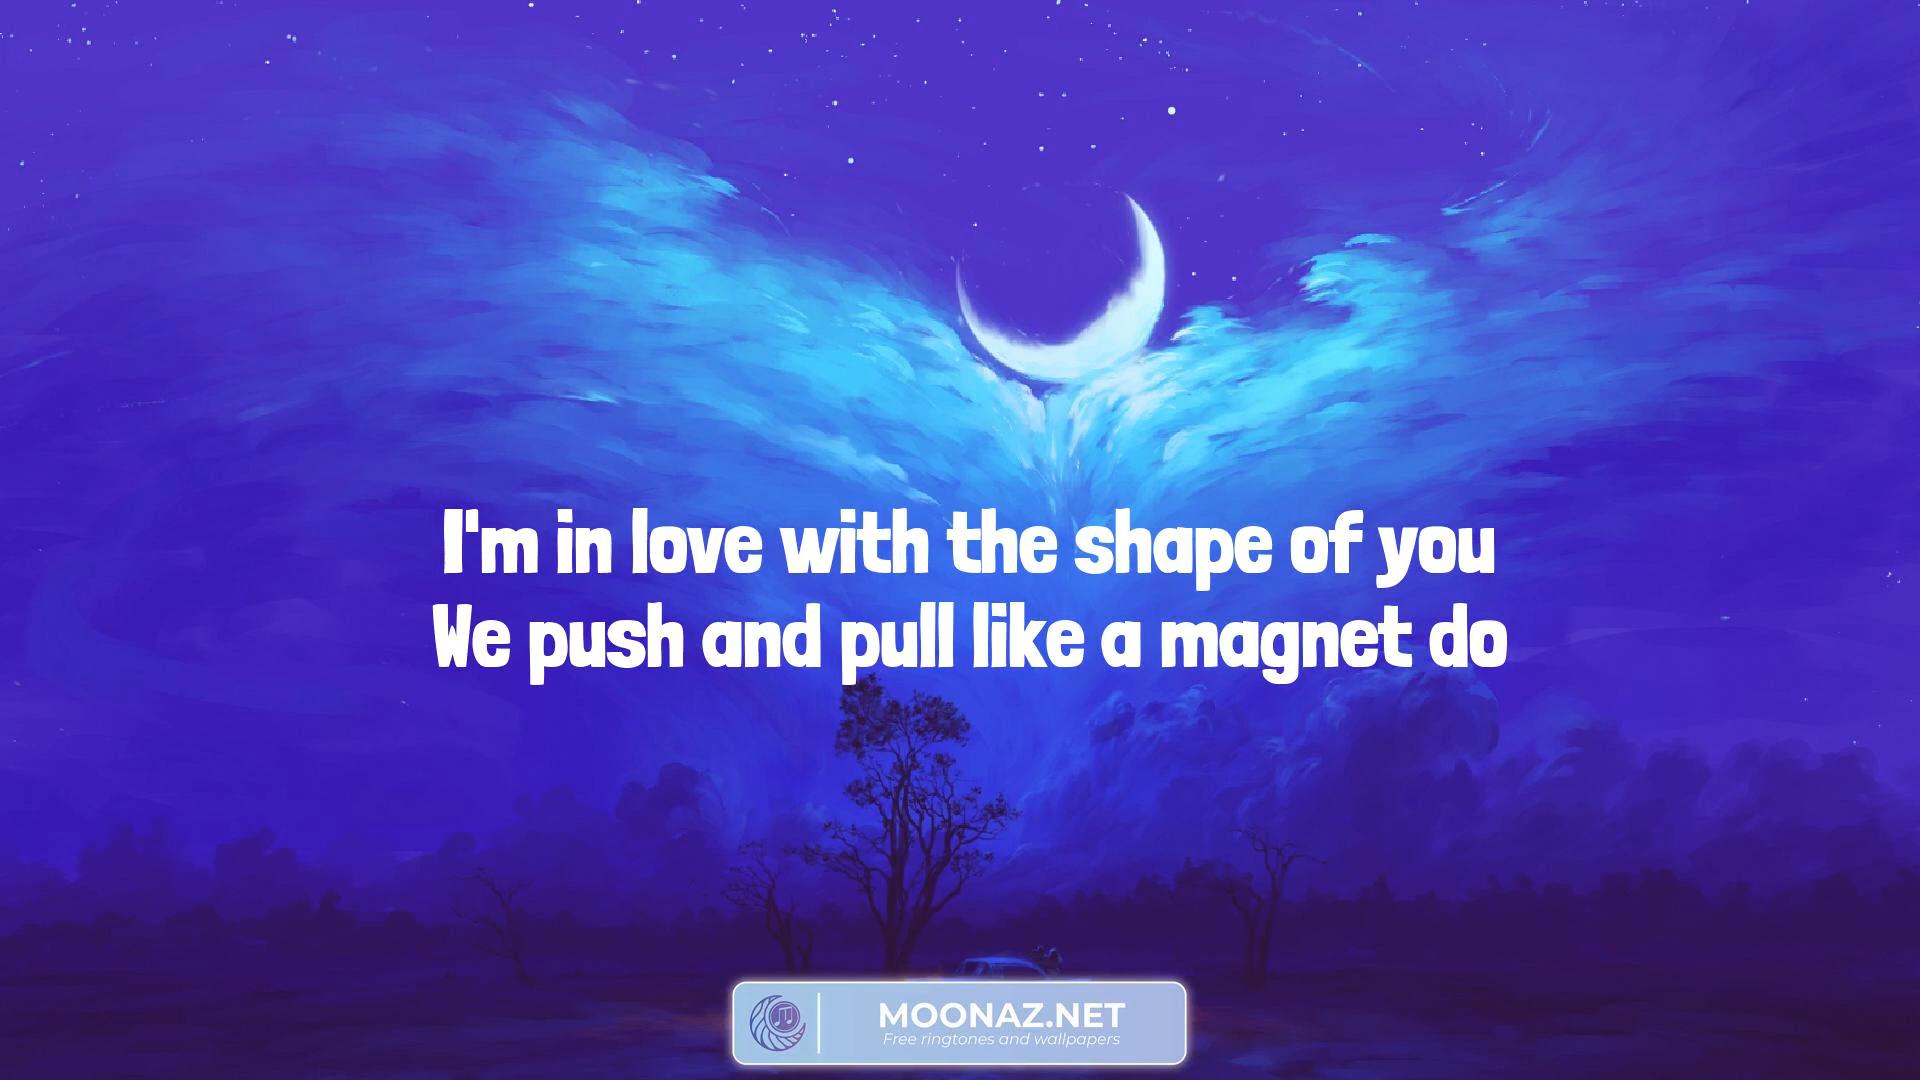 I'm in love with the shape of you
We push and pull like a magnet do
MOONAZ.NET
Free ringtones and wallpapers